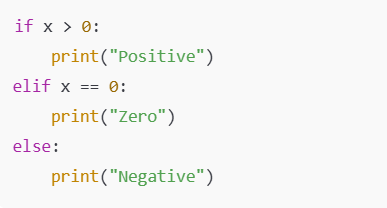 if x > 0:
    print("Positive")
elif x == 0:
    print("Zero")
else:
    print("Negative")